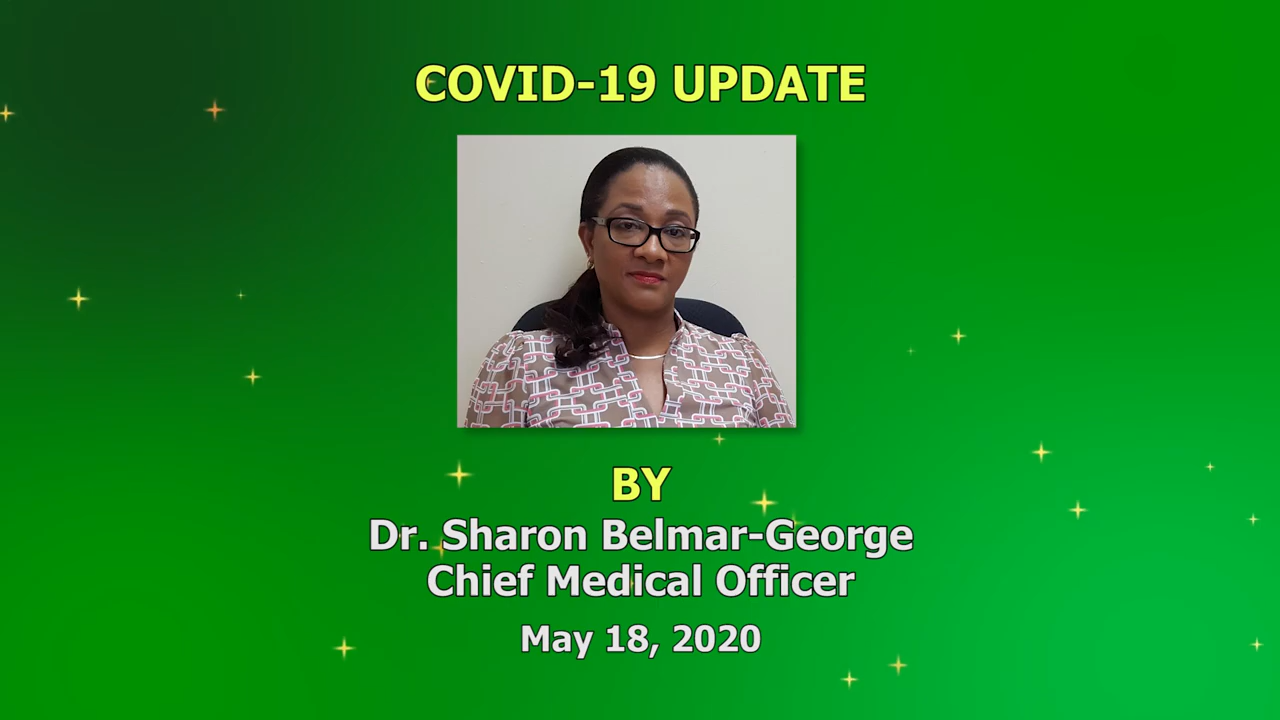 COVID-19 UPDATE
BY
Dr. Sharon Belmar-George
Chief Medical Officer
May 18, 2020